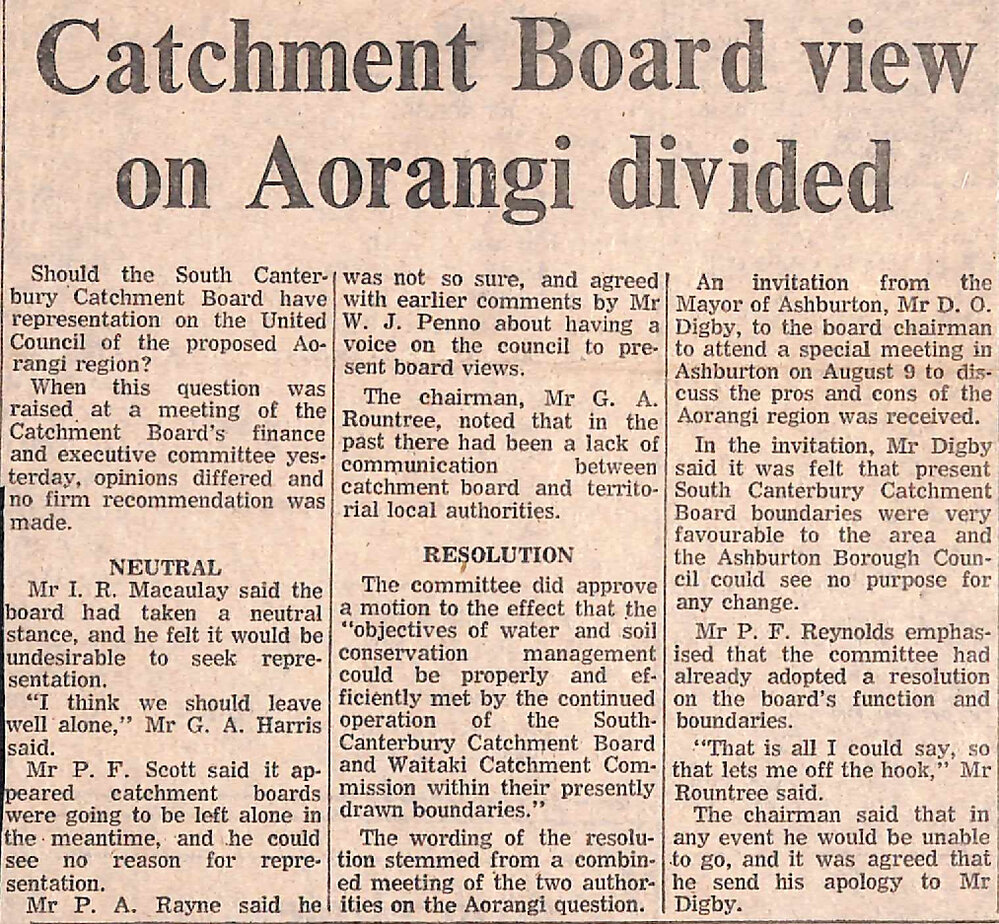 Catchment Board view
on Aorangi divided
Should the South Canter-
bury Catchment Board have
representation on the United
Council of the proposed Ao-
rangi region?
When this question was
raised at a meeting of the
Catchment Board's finance
and executive committee yes-
terday, opinions differed and
no firm recommendation was
made.
NEUTRAL
Mr I. R. Macaulay said the
board had taken a neutral
stance, and he felt it would be
undesirable to seek repre-
sentation.
"I think we should leave
well alone," Mr G. A. Harris
said.
Mr P. F. Scott said it ap-
peared catchment boards
were going to be left alone in
the meantime, and he could
see no reason for repre-
sentation.
Mr P. A. Rayne said he
was not so sure, and agreed
with earlier comments by Mr
W. J. Penno about having a
voice on the council to pre-
sent board views.
The chairman, Mr G. A.
Rountree, noted that in the
past there had been a lack of
communication between
catchment board and territo-
rial local authorities.
RESOLUTION
The committee did approve
a motion to the effect that the
"objectives of water and soil
conservation management
could be properly and ef-
ficiently met by the continued
operation of the South-
Canterbury Catchment Board
and Waitaki Catchment Com-
mission within their presently
drawn boundaries."
The wording of the resolu-
tion stemmed from a combin-
ed meeting of the two author-
ities on the Aorangi question.
An invitation from the
Mayor of Ashburton, Mr D. O.
Digby, to the board chairman
to attend a special meeting in
Ashburton on August 9 to dis-
cuss the pros and cons of the
Aorangi region was received.
In the invitation, Mr Digby
said it was felt that present
South Canterbury Catchment
Board boundaries were very
favourable to the area and
the Ashburton Borough Coun-
cil could see no purpose for
any change.
Mr P. F. Reynolds emphas-
ised that the committee had
already adopted a resolution
on the board's function and
boundaries.
"That is all I could say, so
that lets me off the hook," Mr
Rountree said.
The chairman said that in
any event he would be unable
to go, and it was agreed that
he send his apology to Mr
Digby.